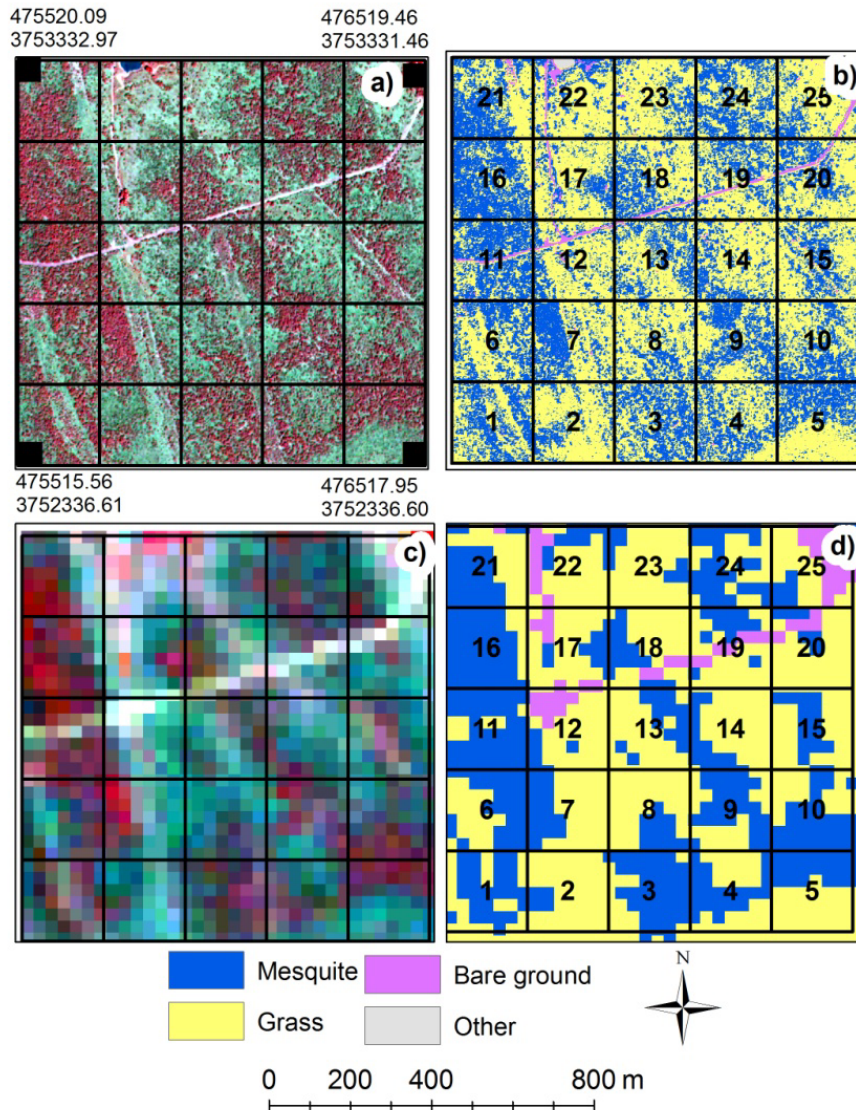 475520.09 476519.46
3753332.97 3753331.46
a) b)
21 22 23 24 25
16 17 18 19 20
11 12 13 14 15
6 7 8 9 10
1 2 3 4 5
475515.56 476517.95
3752336.61 3752336.60
c) d)
21 22 23 24 25
16 17 18 19 20
11 12 13 14 15
6 7 8 9 10
1 2 3 4 5
Mesquite Bare ground
Grass Other
N
0 200 400 800 m